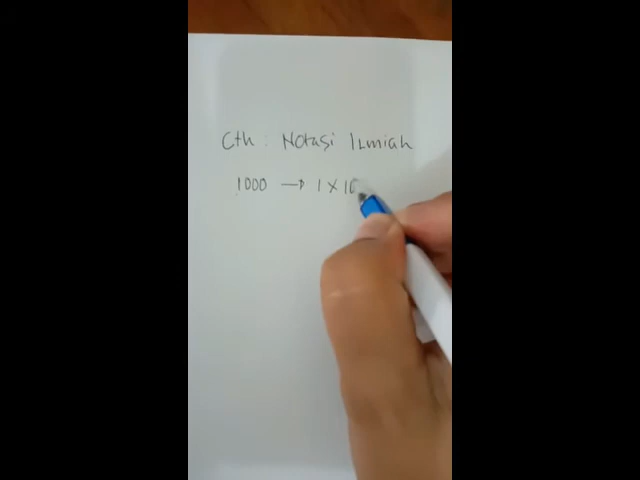 Cth : Notasi Ilmiah
1000 → 1 x 10